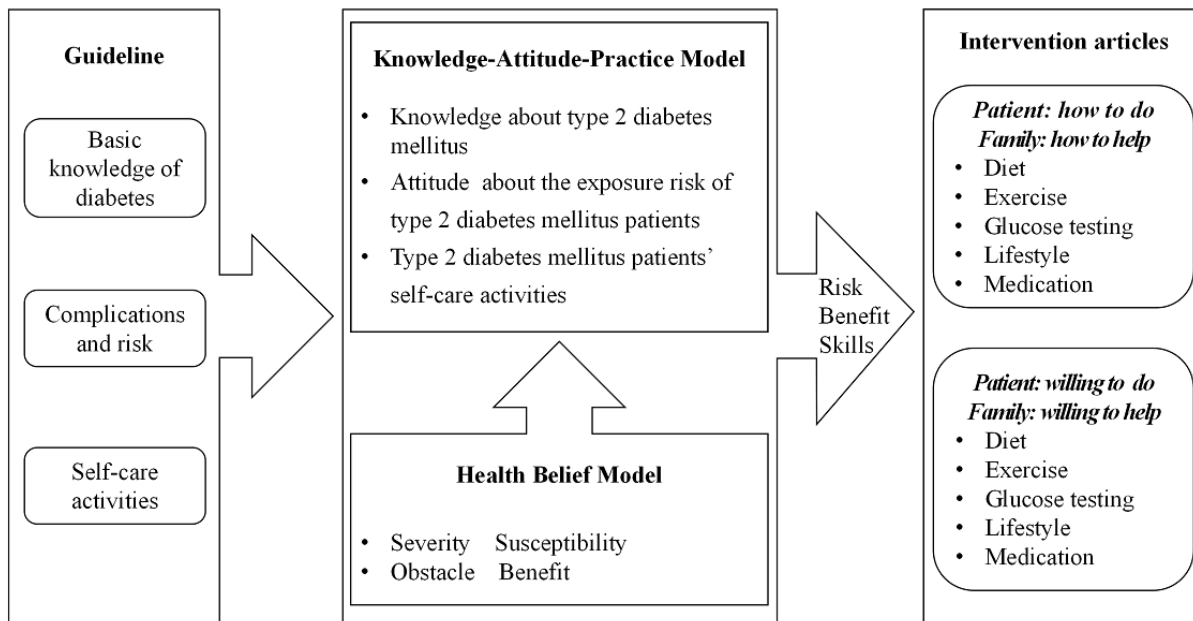 Guideline
Basic
knowledge of
diabetes
Complications
and risk
Self-care
activities
Knowledge-Attitude-Practice Model
• Knowledge about type 2 diabetes
mellitus
• Attitude about the exposure risk of
type 2 diabetes mellitus patients
• Type 2 diabetes mellitus patients’
self-care activities
Health Belief Model
• Severity Susceptibility
• Obstacle Benefit
Risk
Benefit
Skills
Intervention articles
Patient: how to do
Family: how to help
• Diet
• Exercise
• Glucose testing
• Lifestyle
• Medication
Patient: willing to do
Family: willing to help
• Diet
• Exercise
• Glucose testing
• Lifestyle
• Medication